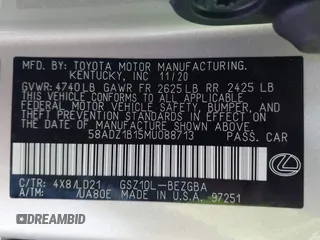 MFD. BY: TOYOTA MOTOR MANUFACTURING.
KENTUCKY, INC 11/20
GVWR: 4740LB GAWR FR 2625LB RR 2425 LB
THIS VEHICLE CONFORMS TO ALL APPLICABLE
FEDERAL MOTOR VEHICLE SAFETY, BUMPER, AND
THEFT PREVENTION STANDARDS IN EFFECT ON
THE DATE OF MANUFACTURE SHOWN ABOVE.
58ADZ1B15MU088713 PASS. CAR
C/TR: 4X8/LD21 GSZ10L-BEZGBA
A/TM: -/UA80E MADE IN U.S.A. 97251
© DREAMBID